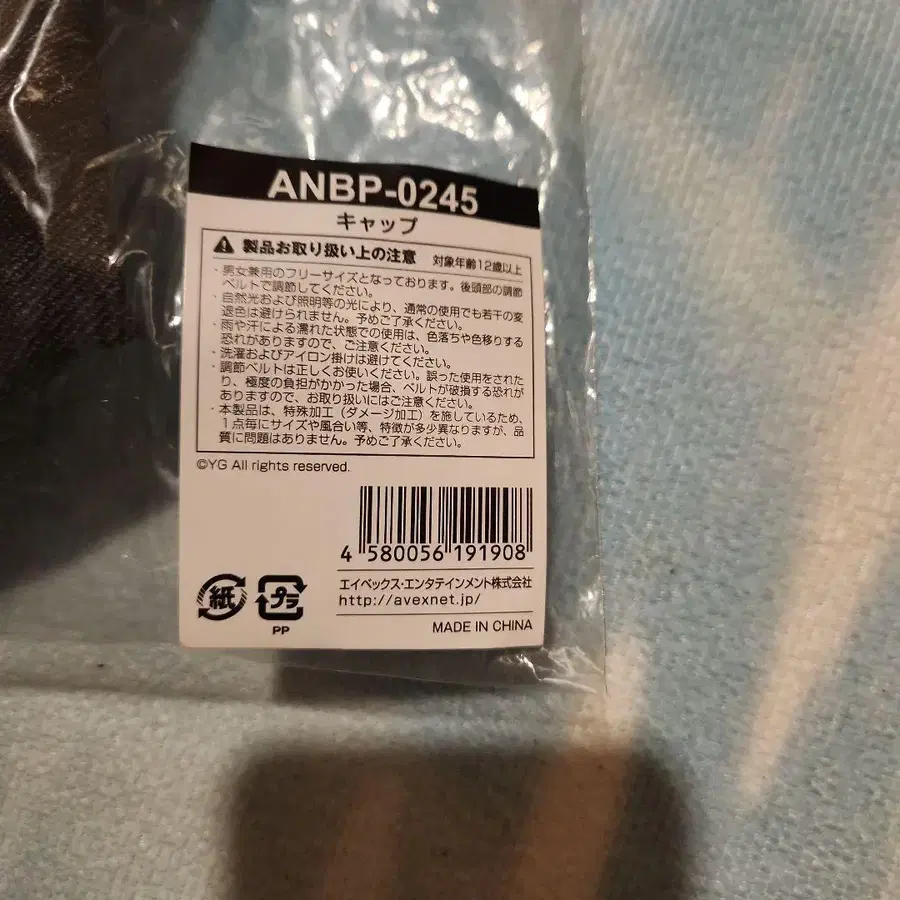 ANBP-0245
キャップ
製品お取り扱い上の注意 対象年齢12歳以上
・男女兼用のフリーサイズとなっております。後頭部の調節
ベルトで調節してください。
・自然光および照明等の光により、通常の使用でも若干の変
退色は避けられません。予めご了承ください。
・雨や汗による濡れた状態での使用は、色落ちや色移りする
恐れがありますので、ご注意ください。
・洗濯およびアイロン掛けは避けてください。
・調節ベルトは正しくお使いください。誤った使用をされた
り、極度の負担がかかった場合、ベルトが破損する恐れが
ありますので、お取り扱いにはご注意ください。
・本製品は、特殊加工（ダメージ加工）を施しているため、
1点毎にサイズや風合い等、特徴が多少異なりますが、品
質に問題はありません。予めご了承ください。
©YG All rights reserved.
4 580056 191908
エイベックス・エンタテインメント株式会社
http://avexnet.jp/
紙
プラ
PP
MADE IN CHINA